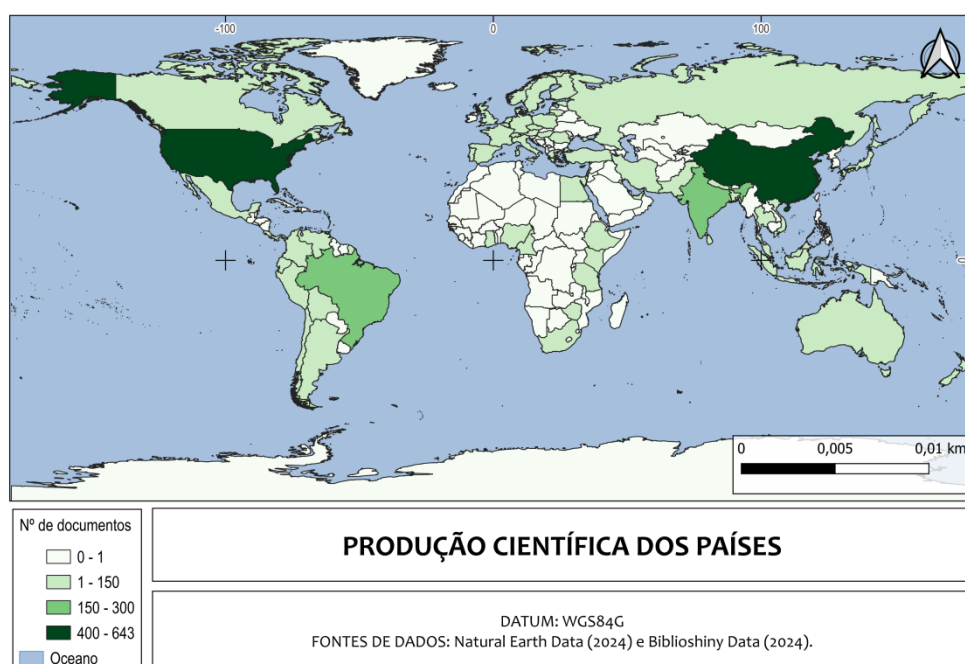 -100 0 100
0
0 0,005 0,01 km
Nº de documentos
0 - 1
1 - 150
150 - 300
400 - 643
Oceano
PRODUÇÃO CIENTÍFICA DOS PAÍSES
DATUM: WGS84G
FONTES DE DADOS: Natural Earth Data (2024) e Biblioshiny Data (2024).